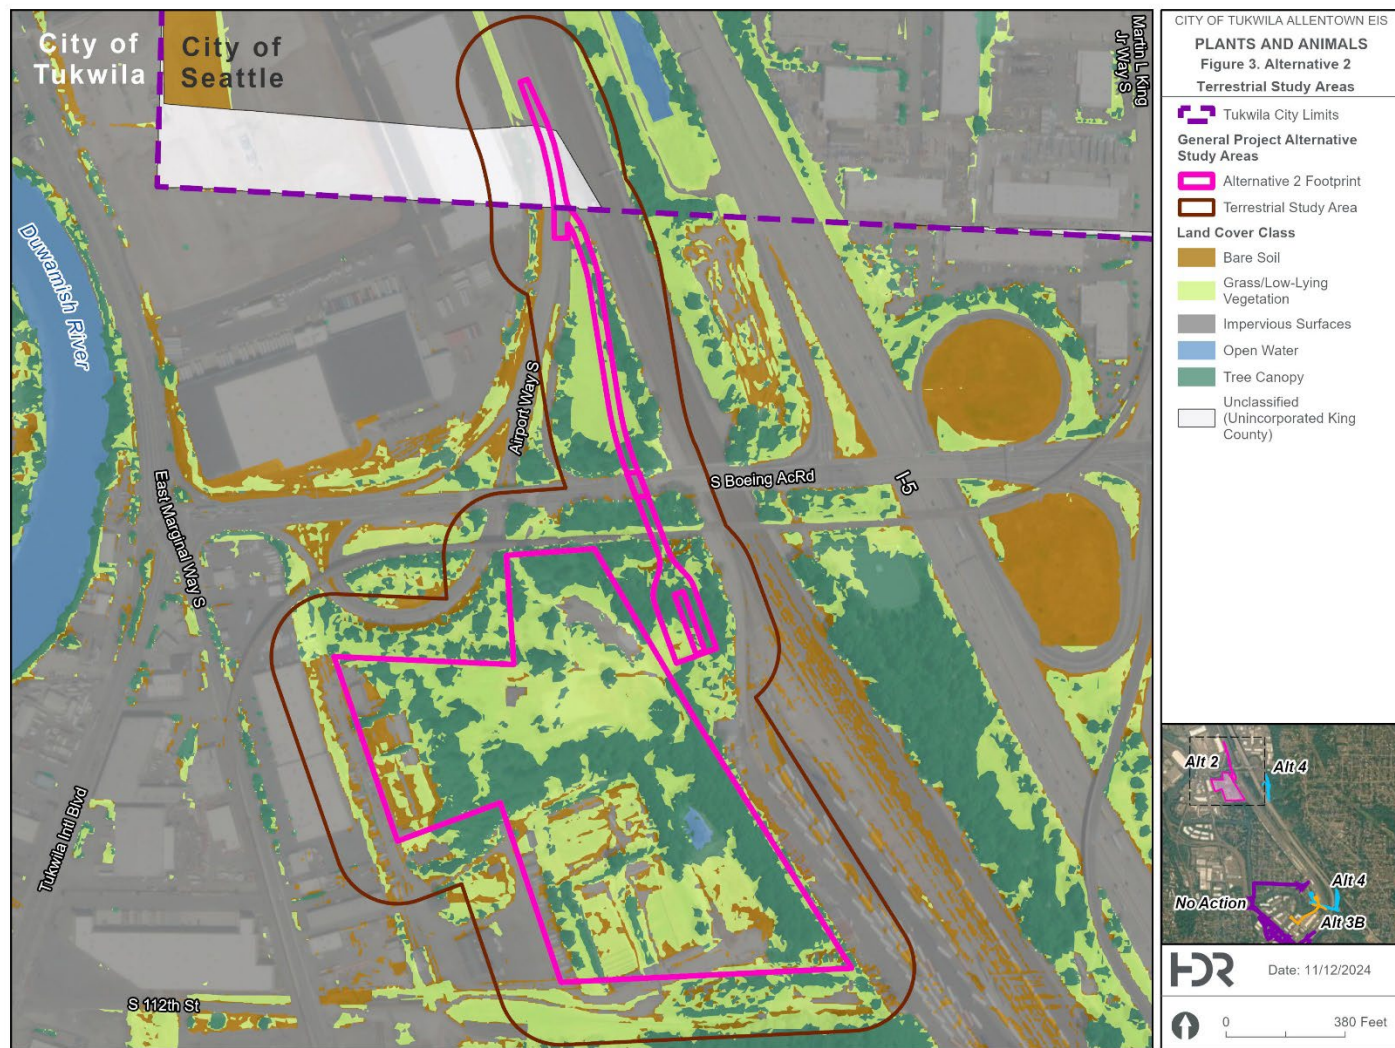 City of
Tukwila
City of
Seattle
Martin L King
Jr Way S
Duwamish River
Airport Way S
S Boeing AcRd
I-5
East Marginal Way S
Tukwila Intl Blvd
S 112th St
CITY OF TUKWILA ALLENTOWN EIS
PLANTS AND ANIMALS
Figure 3. Alternative 2
Terrestrial Study Areas
Tukwila City Limits
General Project Alternative
Study Areas
Alternative 2 Footprint
Terrestrial Study Area
Land Cover Class
Bare Soil
Grass/Low-Lying
Vegetation
Impervious Surfaces
Open Water
Tree Canopy
Unclassified
(Unincorporated King
County)
Alt 2
Alt 4
Alt 4
No Action
Alt 3B
HDR
Date: 11/12/2024
0 380 Feet